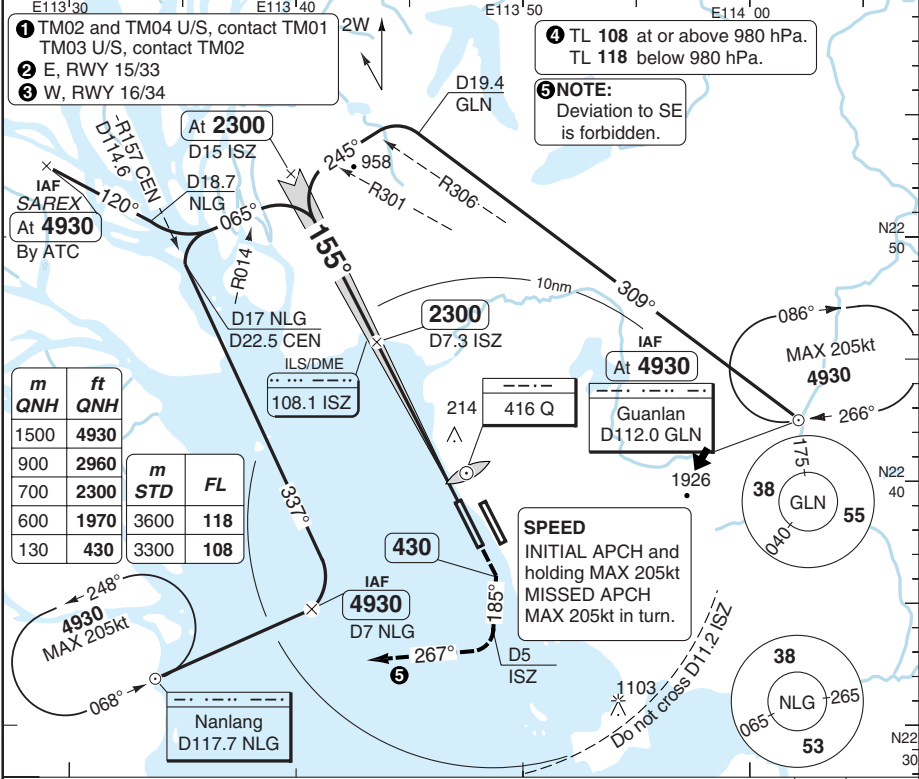 E113 30
E113 40
E113 50
E114 00
1 TM02 and TM04 U/S, contact TM01
TM03 U/S, contact TM02
2 E, RWY 15/33
3 W, RWY 16/34
2W
4 TL 108 at or above 980 hPa.
TL 118 below 980 hPa.
5 NOTE:
Deviation to SE
is forbidden.
D19.4
GLN
At 2300
D15 ISZ
R157 CEN
D114.6
245°
958
R301
R306
IAF
SAREX
At 4930
By ATC
120°
D18.7
NLG
065°
R014
155°
N22
50
D17 NLG
D22.5 CEN
10nm
309°
086°
MAX 205kt
4930
266°
2300
D7.3 ISZ
ILS/DME
108.1 ISZ
IAF
At 4930
Guanlan
D112.0 GLN
214
416 Q
1926
175
38
GLN
55
040
N22
40
m
QNH
ft
QNH
1500 4930
900 2960
700 2300
600 1970
130 430
m
STD
FL
3600 118
3300 108
337°
430
SPEED
INITIAL APCH and
holding MAX 205kt
MISSED APCH
MAX 205kt in turn.
185°
IAF
4930
D7 NLG
248°
4930
MAX 205kt
068°
267°
5
D5
ISZ
Nanlang
D117.7 NLG
1103
Do not cross D11.2 ISZ
38
NLG
265
065
53
N22
30